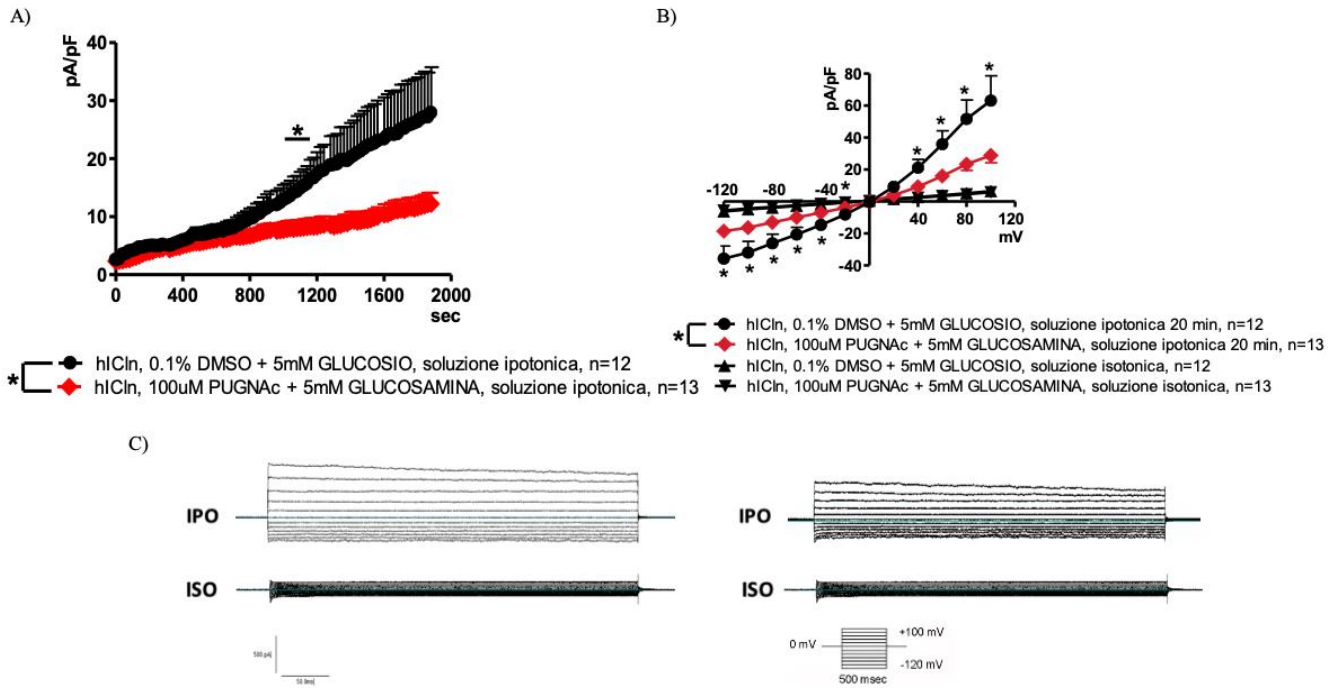 A)
B)
pA/pF
40
30
20
10
0
*
0 400 800 1200 1600 2000
sec
* hICln, 0.1% DMSO + 5mM GLUCOSIO, soluzione ipotonica, n=12
hICln, 100uM PUGNAc + 5mM GLUCOSAMINA, soluzione ipotonica, n=13
pA/pF
80
60
40
20
-20
-40
-120 -80 -40
40 80 120
mV
* * * * *
* * * * *
* hICln, 0.1% DMSO + 5mM GLUCOSIO, soluzione ipotonica 20 min, n=12
hICln, 100uM PUGNAc + 5mM GLUCOSAMINA, soluzione ipotonica 20 min, n=13
hICln, 0.1% DMSO + 5mM GLUCOSIO, soluzione isotonica, n=12
hICln, 100uM PUGNAc + 5mM GLUCOSAMINA, soluzione isotonica, n=13
C)
IPO
IPO
ISO
ISO
0 mV
+100 mV
-120 mV
500 msec